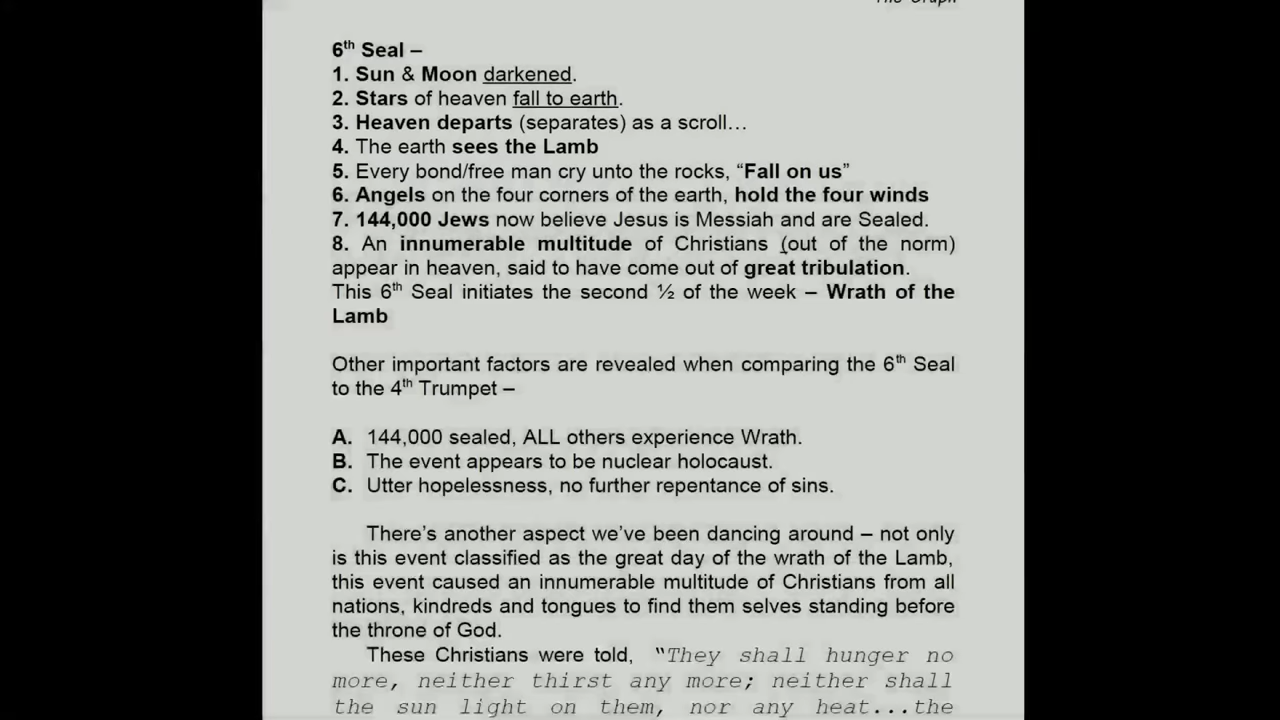 The Graph
6th Seal –
1. Sun & Moon darkened.
2. Stars of heaven fall to earth.
3. Heaven departs (separates) as a scroll…
4. The earth sees the Lamb
5. Every bond/free man cry unto the rocks, “Fall on us”
6. Angels on the four corners of the earth, hold the four winds
7. 144,000 Jews now believe Jesus is Messiah and are Sealed.
8. An innumerable multitude of Christians (out of the norm)
appear in heaven, said to have come out of great tribulation.
This 6th Seal initiates the second ½ of the week – Wrath of the
Lamb
Other important factors are revealed when comparing the 6th Seal
to the 4th Trumpet –
A. 144,000 sealed, ALL others experience Wrath.
B. The event appears to be nuclear holocaust.
C. Utter hopelessness, no further repentance of sins.
There’s another aspect we’ve been dancing around – not only
is this event classified as the great day of the wrath of the Lamb,
this event caused an innumerable multitude of Christians from all
nations, kindreds and tongues to find them selves standing before
the throne of God.
These Christians were told, “They shall hunger no
more, neither thirst any more; neither shall
the sun light on them, nor any heat...the